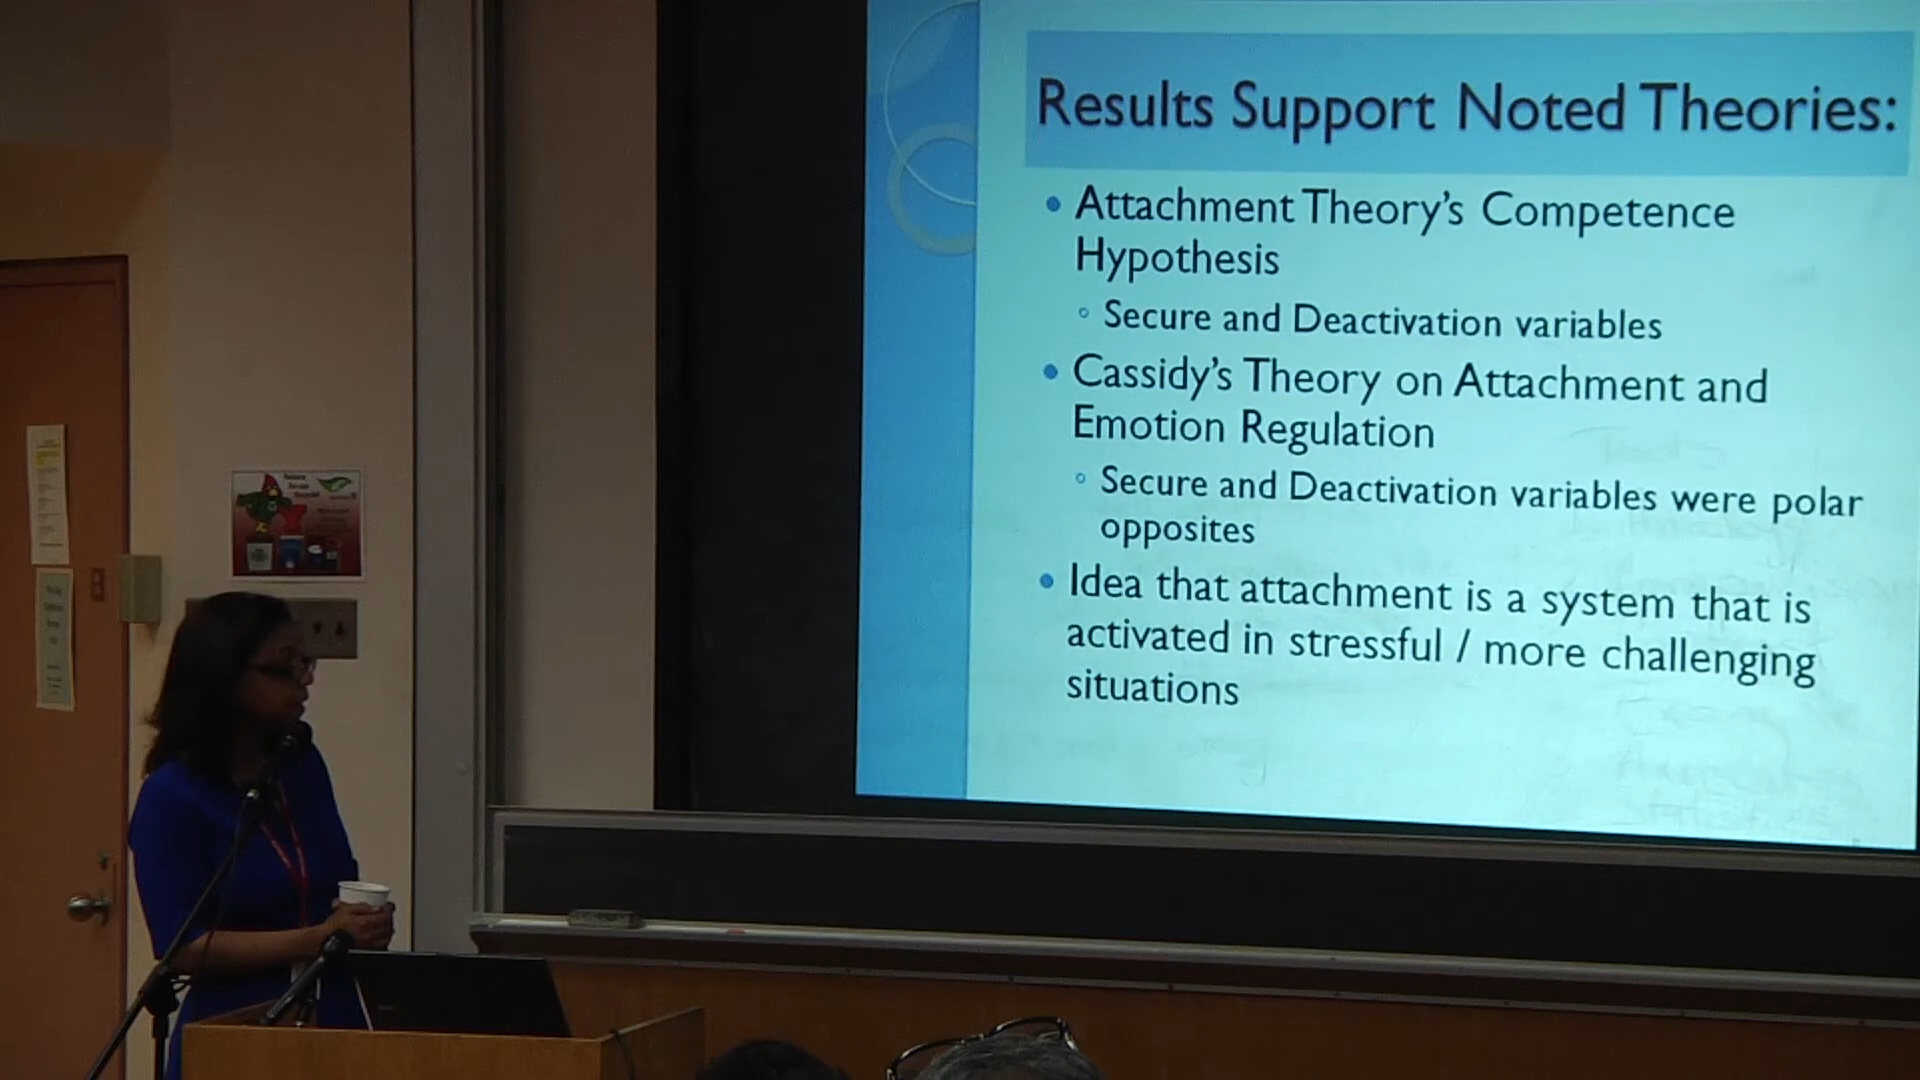 Results Support Noted Theories:
Attachment Theory's Competence
Hypothesis
Secure and Deactivation variables
Cassidy's Theory on Attachment and
Emotion Regulation
Secure and Deactivation variables were polar
opposites
Idea that attachment is a system that is
activated in stressful / more challenging
situations